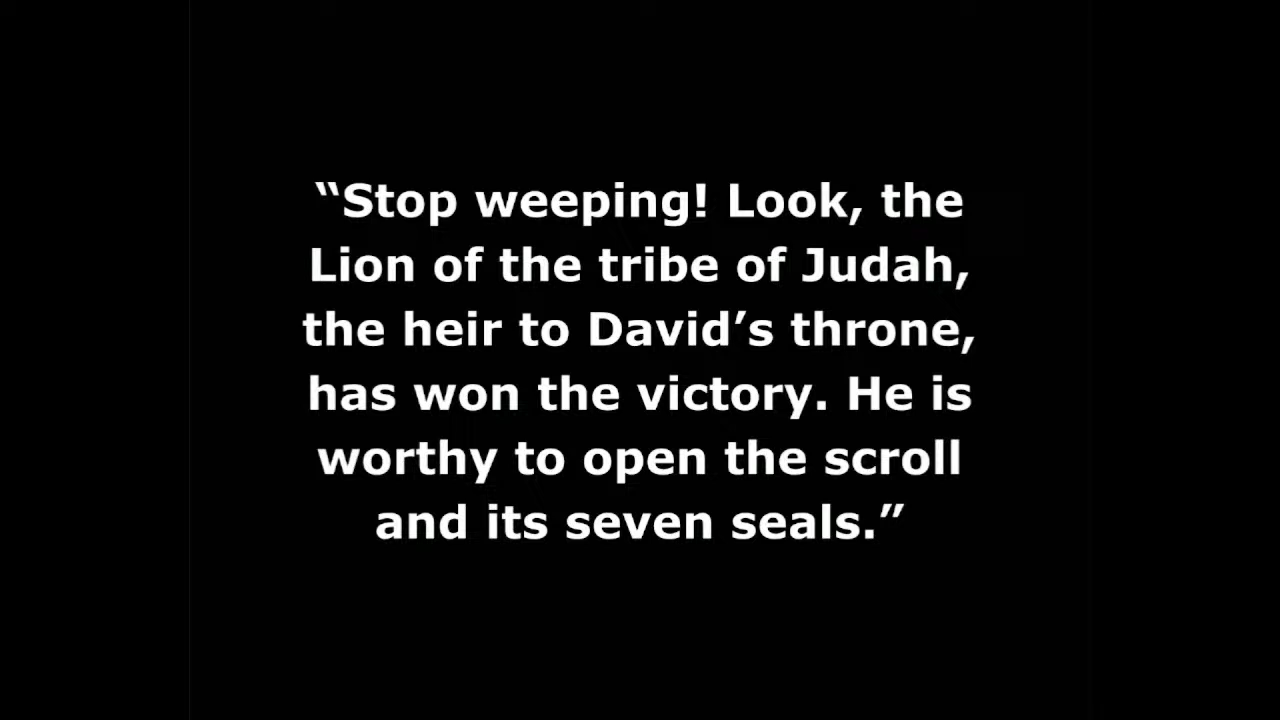 “Stop weeping! Look, the
Lion of the tribe of Judah,
the heir to David’s throne,
has won the victory. He is
worthy to open the scroll
and its seven seals.”